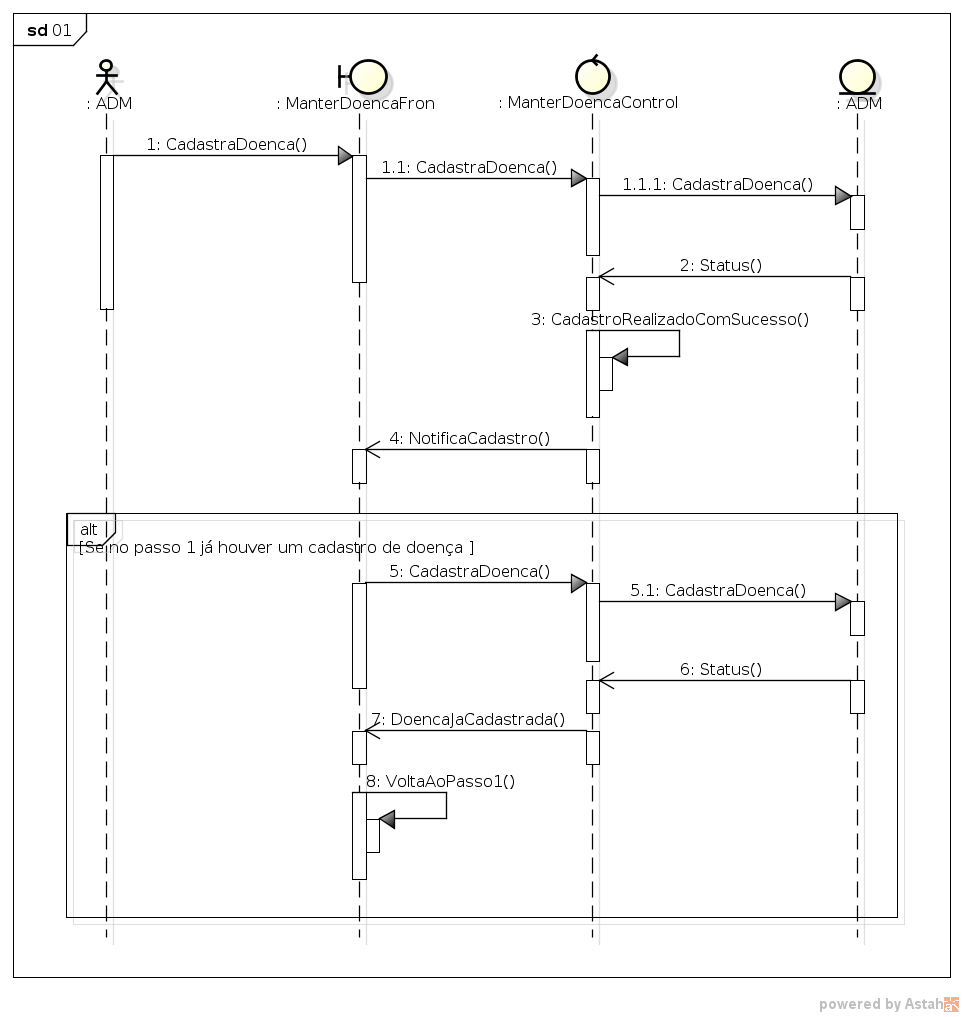 sd 01
: ADM
: ManterDoencaFron
: ManterDoencaControl
: ADM
1: CadastraDoenca()
1.1: CadastraDoenca()
1.1.1: CadastraDoenca()
2: Status()
3: CadastroRealizadoComSucesso()
4: NotificaCadastro()
alt
[Se no passo 1 já houver um cadastro de doença ]
5: CadastraDoenca()
5.1: CadastraDoenca()
6: Status()
7: DoencaJaCadastrada()
8: VoltaAoPasso1()
powered by Astah